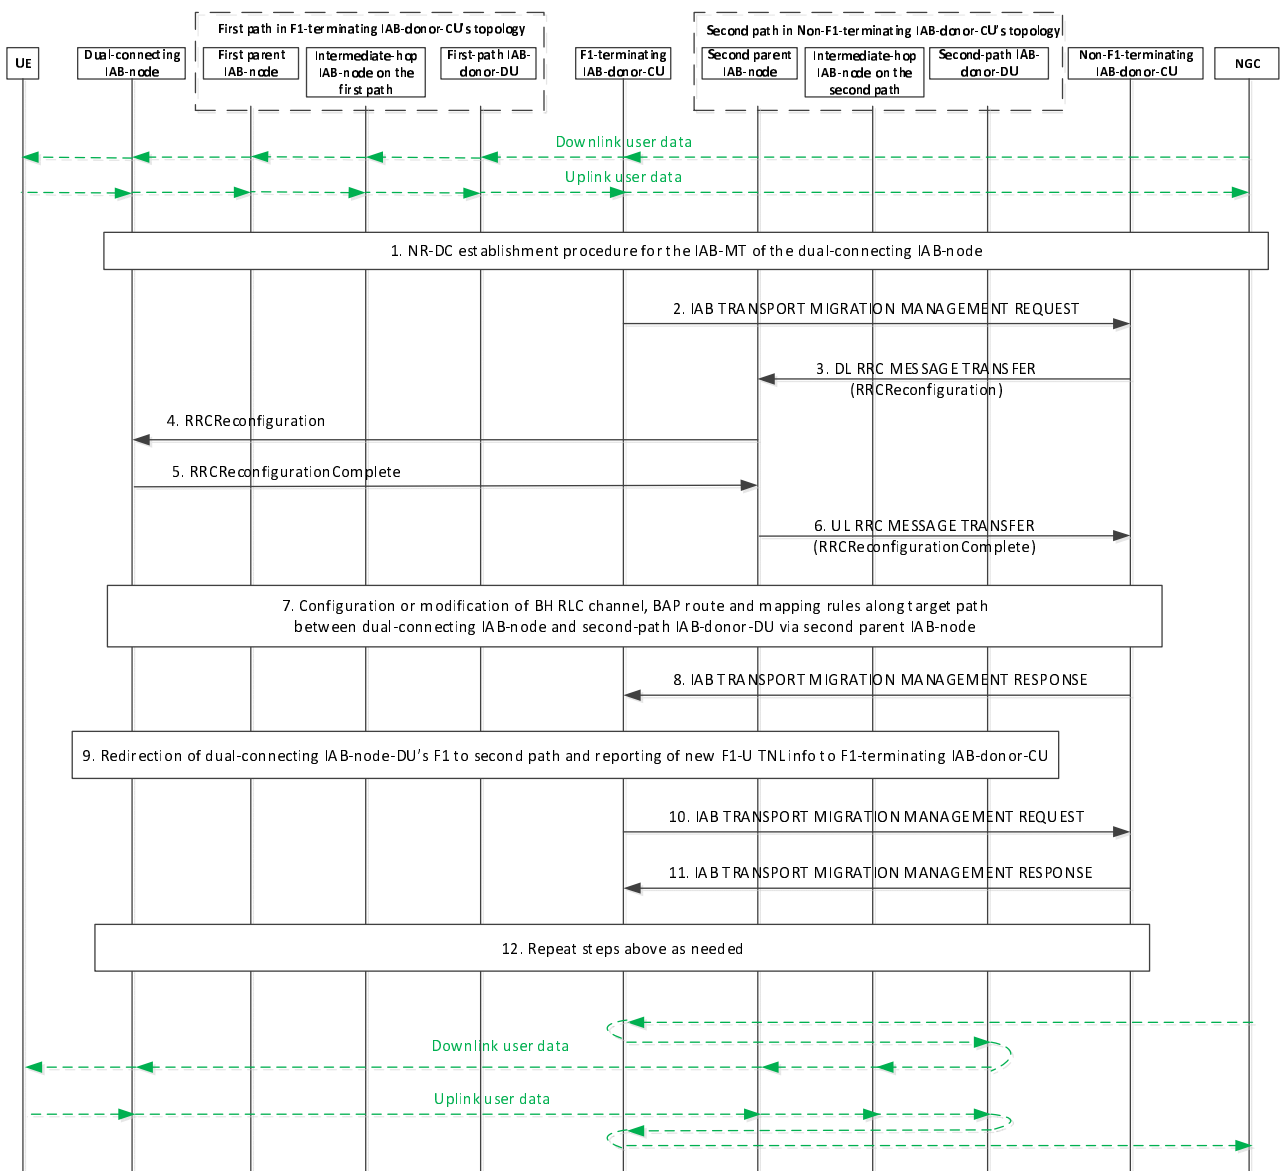 First path in F1-terminating IAB-donor-CU's topology
Second path in Non-F1-terminating IAB-donor-CU's topology
UE
Dual-connecting
IAB-node
First parent
IAB-node
Intermediate-hop
IAB-node on the
first path
First-path IAB-
donor-DU
F1-terminating
IAB-donor-CU
Second parent
IAB-node
Intermediate-hop
IAB-node on the
second path
Second-path IAB-
donor-DU
Non-F1-terminating
IAB-donor-CU
NGC
Downlink user data
Uplink user data
1. NR-DC establishment procedure for the IAB-MT of the dual-connecting IAB-node
2. IAB TRANSPORT MIGRATION MANAGEMENT REQUEST
3. DL RRC MESSAGE TRANSFER
(RRCReconfiguration)
4. RRCReconfiguration
5. RRCReconfigurationComplete
6. UL RRC MESSAGE TRANSFER
(RRCReconfigurationComplete)
7. Configuration or modification of BH RLC channel, BAP route and mapping rules along target path
between dual-connecting IAB-node and second-path IAB-donor-DU via second parent IAB-node
8. IAB TRANSPORT MIGRATION MANAGEMENT RESPONSE
9. Redirection of dual-connecting IAB-node-DU's F1 to second path and reporting of new F1-U TNL info to F1-terminating IAB-donor-CU
10. IAB TRANSPORT MIGRATION MANAGEMENT REQUEST
11. IAB TRANSPORT MIGRATION MANAGEMENT RESPONSE
12. Repeat steps above as needed
Downlink user data
Uplink user data